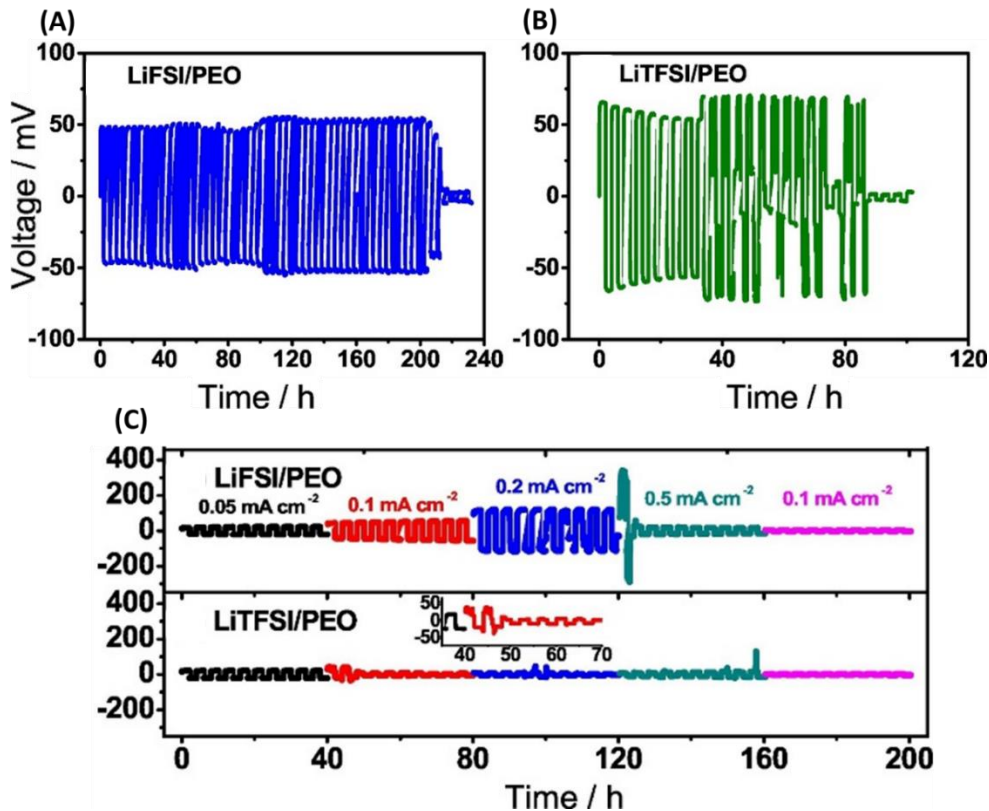 (A)
(B)
100
50
0
-50
-100
Voltage / mV
LiFSI/PEO
0 40 80 120 160 200 240
Time / h
100
50
0
-50
-100
LiTFSI/PEO
0 40 80 120
Time / h
(C)
400
200
0
-200
LiFSI/PEO
0.05 mA cm⁻²
0.1 mA cm⁻²
0.2 mA cm⁻²
0.5 mA cm⁻²
0.1 mA cm⁻²
400
200
0
-200
LiTFSI/PEO
50
0
-50
40 50 60 70
0 40 80 120 160 200
Time / h